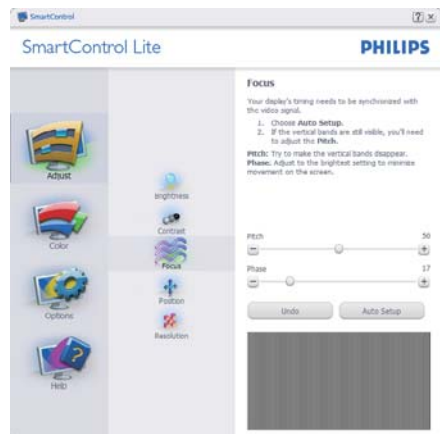 SmartControl
SmartControl Lite
PHILIPS
Adjust
Color
Options
Help
Brightness
Contrast
Focus
Position
Resolution
Focus
Your display's timing needs to be synchronized with
the video signal.
1. Choose Auto Setup.
2. If the vertical bands are still visible, you'll need
to adjust the Pitch.
Pitch: Try to make the vertical bands disappear.
Phase: Adjust to the brightest setting to minimize
movement on the screen.
Pitch 50
Phase 17
Undo Auto Setup